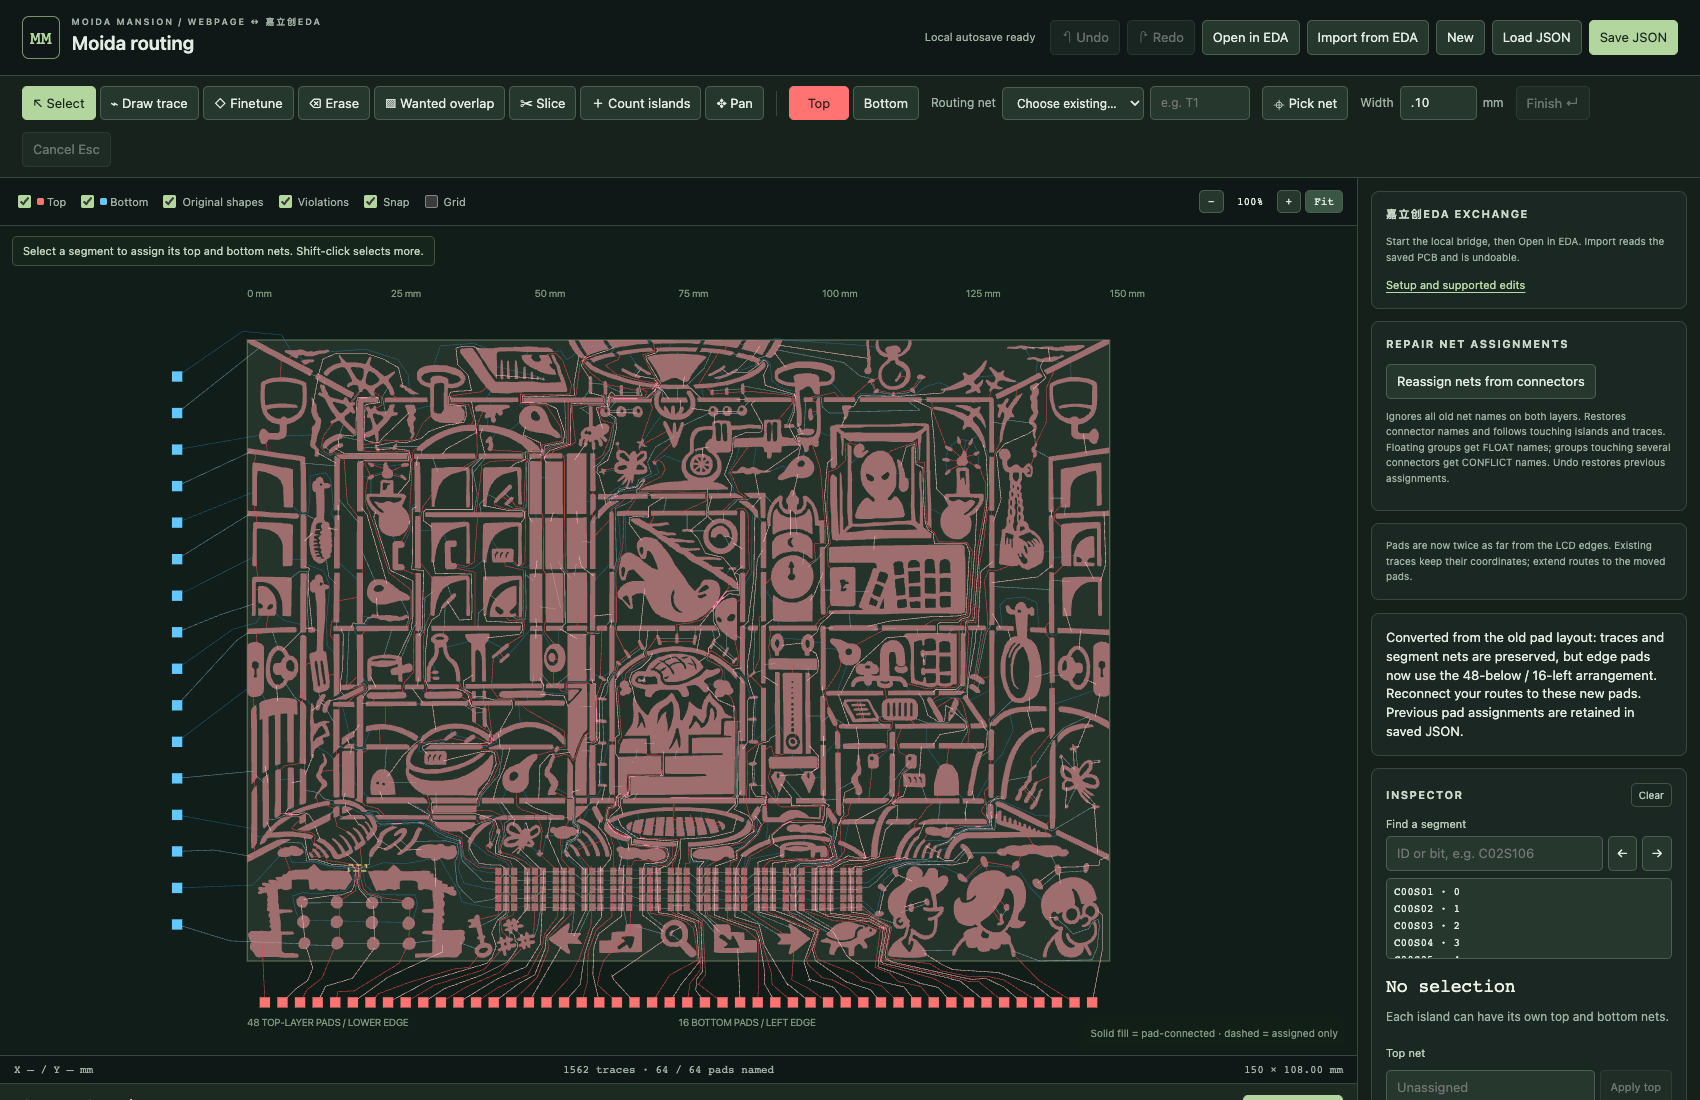 MM
MOIDA MANSION / WEBPAGE ↔ 嘉立创EDA
Moida routing
Local autosave ready
↰ Undo
↱ Redo
Open in EDA
Import from EDA
New
Load JSON
Save JSON
↖ Select
⌁ Draw trace
◇ Finetune
⌫ Erase
▧ Wanted overlap
✂ Slice
+ Count islands
✥ Pan
Top
Bottom
Routing net
Choose existing...
e.g. T1
⌖ Pick net
Width
.10
mm
Finish ↵
Cancel Esc
Top
Bottom
Original shapes
Violations
Snap
Grid
−
100%
+
Fit
Select a segment to assign its top and bottom nets. Shift-click selects more.
0 mm
25 mm
50 mm
75 mm
100 mm
125 mm
150 mm
48 TOP-LAYER PADS / LOWER EDGE
16 BOTTOM PADS / LEFT EDGE
Solid fill = pad-connected · dashed = assigned only
X — / Y — mm
1562 traces · 64 / 64 pads named
150 × 108.00 mm
嘉立创EDA EXCHANGE
Start the local bridge, then Open in EDA. Import reads the
saved PCB and is undoable.
Setup and supported edits
REPAIR NET ASSIGNMENTS
Reassign nets from connectors
Ignores all old net names on both layers. Restores
connector names and follows touching islands and traces.
Floating groups get FLOAT names; groups touching several
connectors get CONFLICT names. Undo restores previous
assignments.
Pads are now twice as far from the LCD edges. Existing
traces keep their coordinates; extend routes to the moved
pads.
Converted from the old pad layout: traces and
segment nets are preserved, but edge pads
now use the 48-below / 16-left arrangement.
Reconnect your routes to these new pads.
Previous pad assignments are retained in
saved JSON.
INSPECTOR
Clear
Find a segment
ID or bit, e.g. C02S106
←
→
C00S01 · 0
C00S02 · 1
C00S03 · 2
C00S04 · 3
No selection
Each island can have its own top and bottom nets.
Top net
Unassigned
Apply top